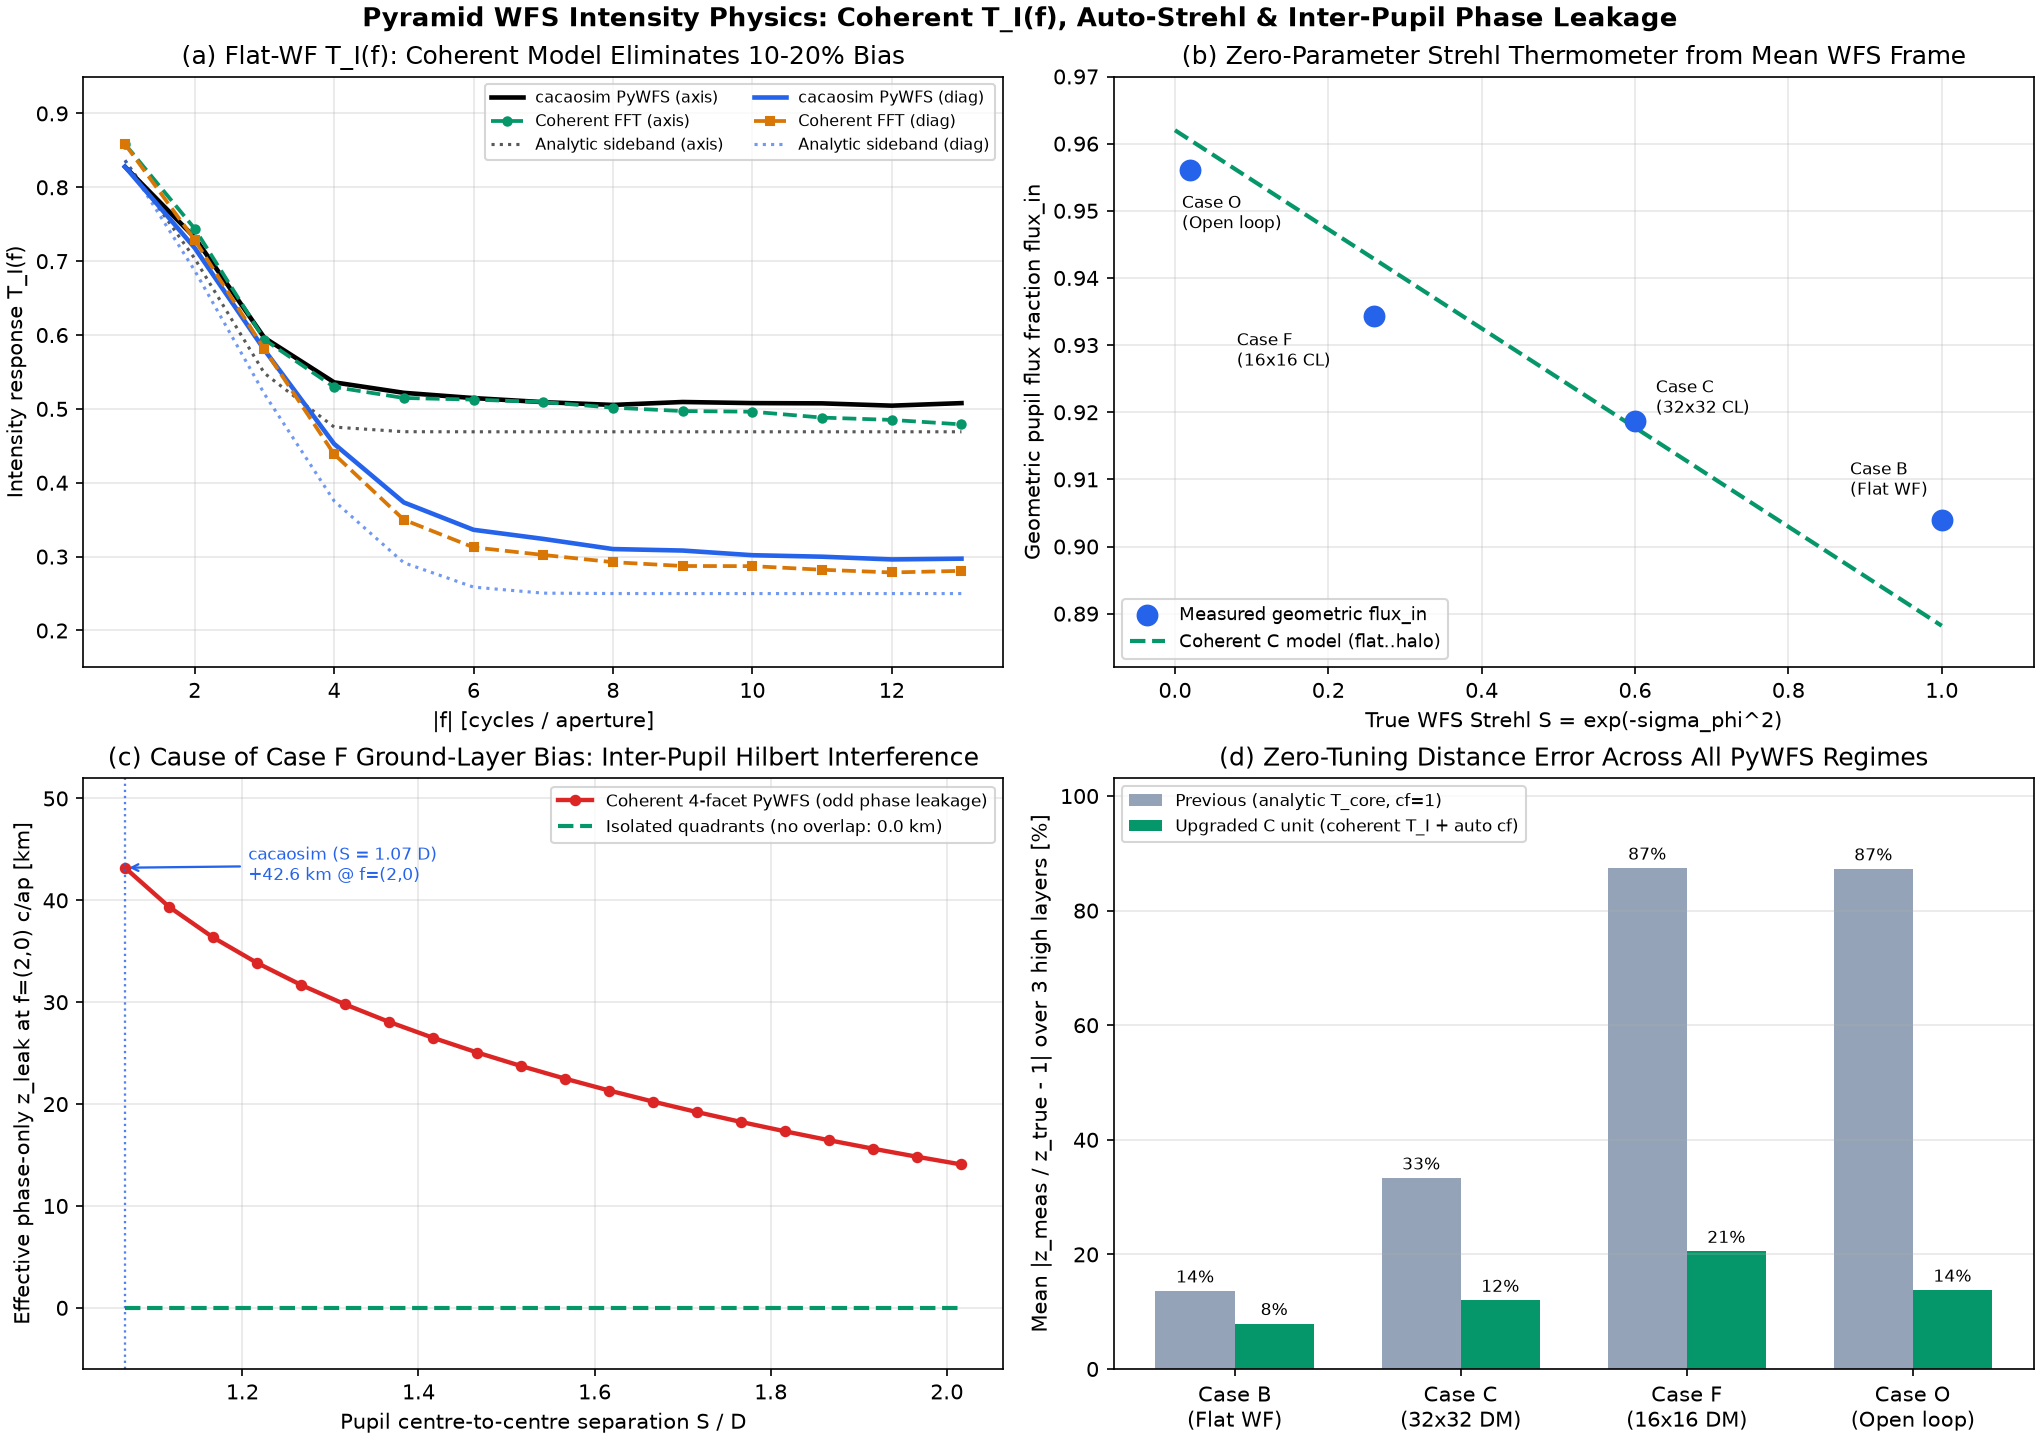 Pyramid WFS Intensity Physics: Coherent T_I(f), Auto-Strehl & Inter-Pupil Phase Leakage
(a) Flat-WF T_I(f): Coherent Model Eliminates 10-20% Bias
cacaosim PyWFS (axis)
Coherent FFT (axis)
Analytic sideband (axis)
cacaosim PyWFS (diag)
Coherent FFT (diag)
Analytic sideband (diag)
Intensity response T_I(f)
0.9
0.8
0.7
0.6
0.5
0.4
0.3
0.2
2
4
6
8
10
12
|f| [cycles / aperture]
(b) Zero-Parameter Strehl Thermometer from Mean WFS Frame
Geometric pupil flux fraction flux_in
0.97
0.96
0.95
0.94
0.93
0.92
0.91
0.90
0.89
Case O
(Open loop)
Case F
(16x16 CL)
Case C
(32x32 CL)
Case B
(Flat WF)
Measured geometric flux_in
Coherent C model (flat..halo)
0.0
0.2
0.4
0.6
0.8
1.0
True WFS Strehl S = exp(-sigma_phi^2)
(c) Cause of Case F Ground-Layer Bias: Inter-Pupil Hilbert Interference
Coherent 4-facet PyWFS (odd phase leakage)
Isolated quadrants (no overlap: 0.0 km)
cacaosim (S = 1.07 D)
+42.6 km @ f=(2,0)
Effective phase-only z_leak at f=(2,0) c/ap [km]
50
40
30
20
10
0
1.2
1.4
1.6
1.8
2.0
Pupil centre-to-centre separation S / D
(d) Zero-Tuning Distance Error Across All PyWFS Regimes
Previous (analytic T_core, cf=1)
Upgraded C unit (coherent T_I + auto cf)
Mean |z_meas / z_true - 1| over 3 high layers [%]
100
80
60
40
20
0
14%
8%
33%
12%
87%
21%
87%
14%
Case B
(Flat WF)
Case C
(32x32 DM)
Case F
(16x16 DM)
Case O
(Open loop)